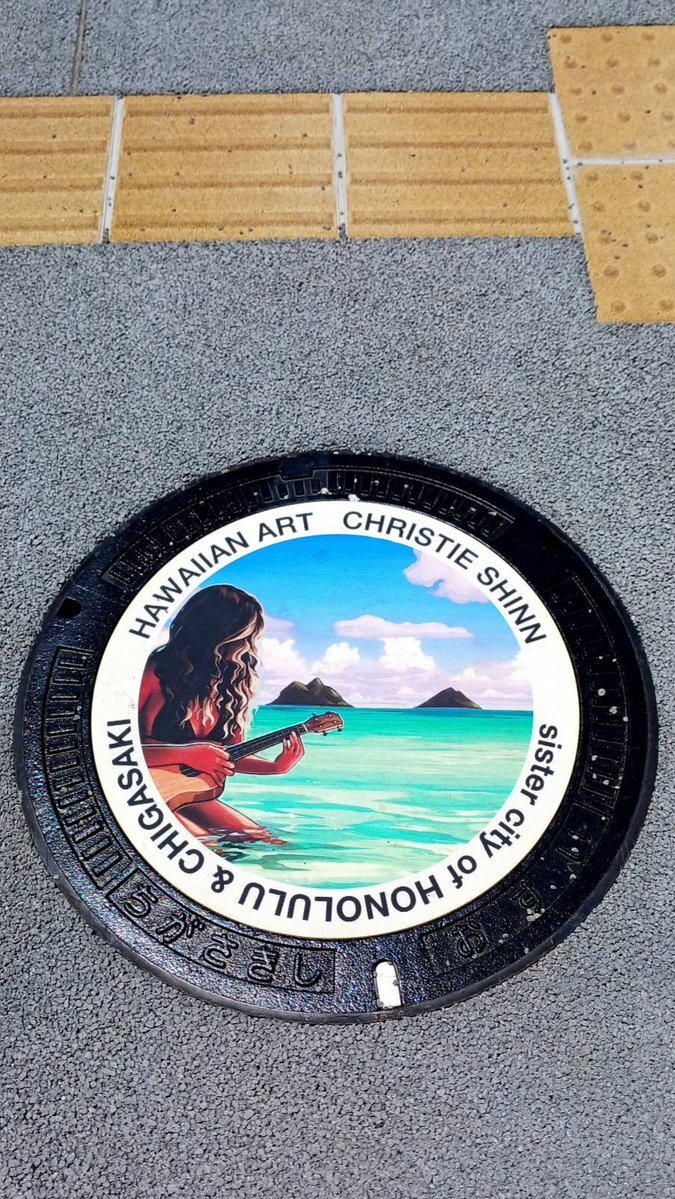 HAWAIIAN ART CHRISTIE SHINN
sister city of HONOLULU & CHIGASAKI
ちがさきし